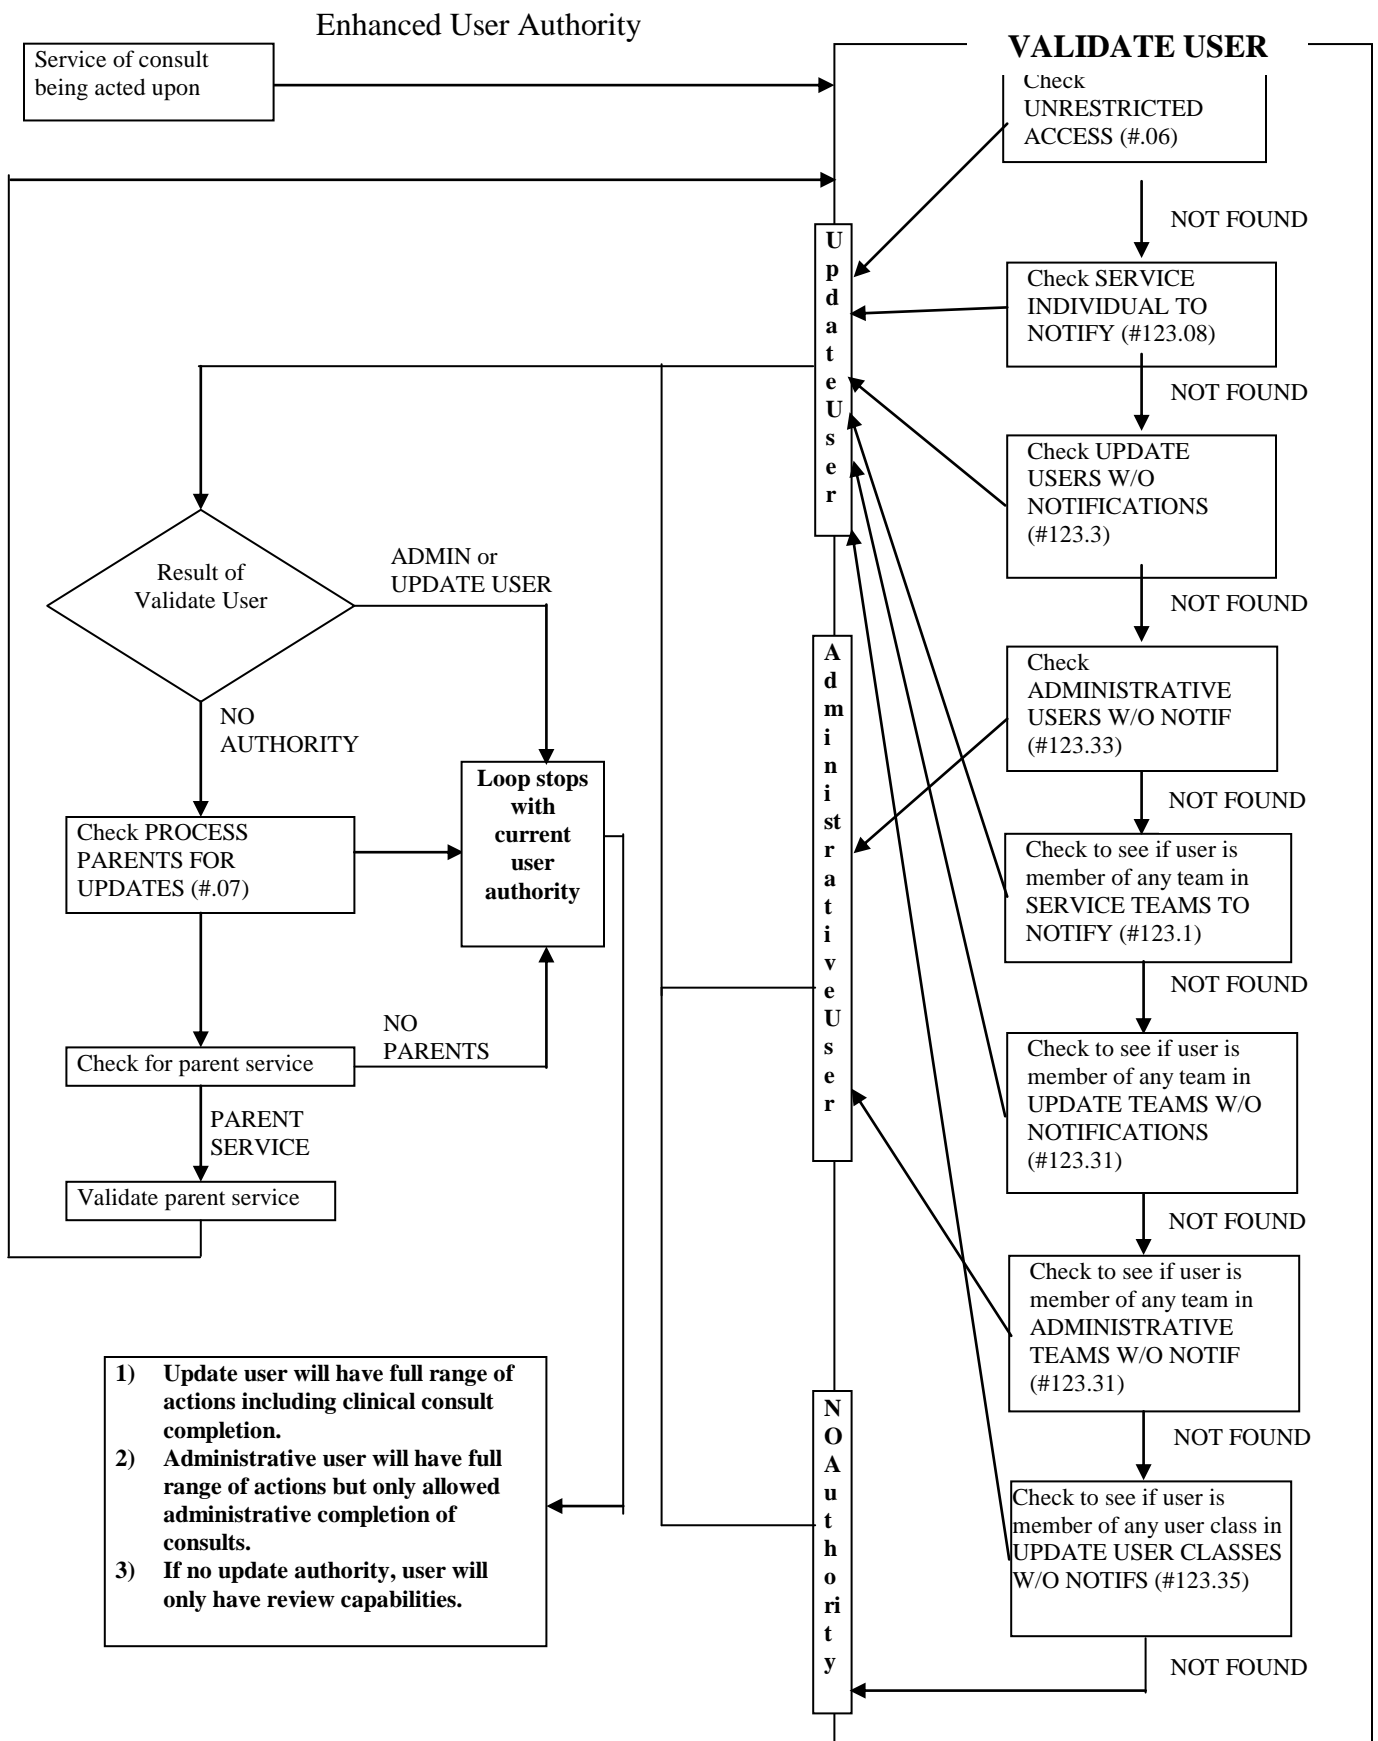 Enhanced User Authority
VALIDATE USER
Service of consult
being acted upon
Check
UNRESTRICTED
ACCESS (#.06)
NOT FOUND
Check SERVICE
INDIVIDUAL TO
NOTIFY (#123.08)
NOT FOUND
Check UPDATE
USERS W/O
NOTIFICATIONS
(#123.3)
NOT FOUND
Check
ADMINISTRATIVE
USERS W/O NOTIF
(#123.33)
NOT FOUND
Check to see if user is
member of any team in
SERVICE TEAMS TO
NOTIFY (#123.1)
NOT FOUND
Check to see if user is
member of any team in
UPDATE TEAMS W/O
NOTIFICATIONS
(#123.31)
NOT FOUND
Check to see if user is
member of any team in
ADMINISTRATIVE
TEAMS W/O NOTIF
(#123.31)
NOT FOUND
Check to see if user is
member of any user class in
UPDATE USER CLASSES
W/O NOTIFS (#123.35)
NOT FOUND
U
p
d
a
t
e
U
s
e
r
A
d
m
i
n
i
st
r
a
t
i
v
e
U
s
e
r
N
O
A
u
t
h
o
ri
t
y
Result of
Validate User
ADMIN or
UPDATE USER
NO
AUTHORITY
Check PROCESS
PARENTS FOR
UPDATES (#.07)
Loop stops
with
current
user
authority
Check for parent service
NO
PARENTS
PARENT
SERVICE
Validate parent service
1) Update user will have full range of
actions including clinical consult
completion.
2) Administrative user will have full
range of actions but only allowed
administrative completion of
consults.
3) If no update authority, user will
only have review capabilities.